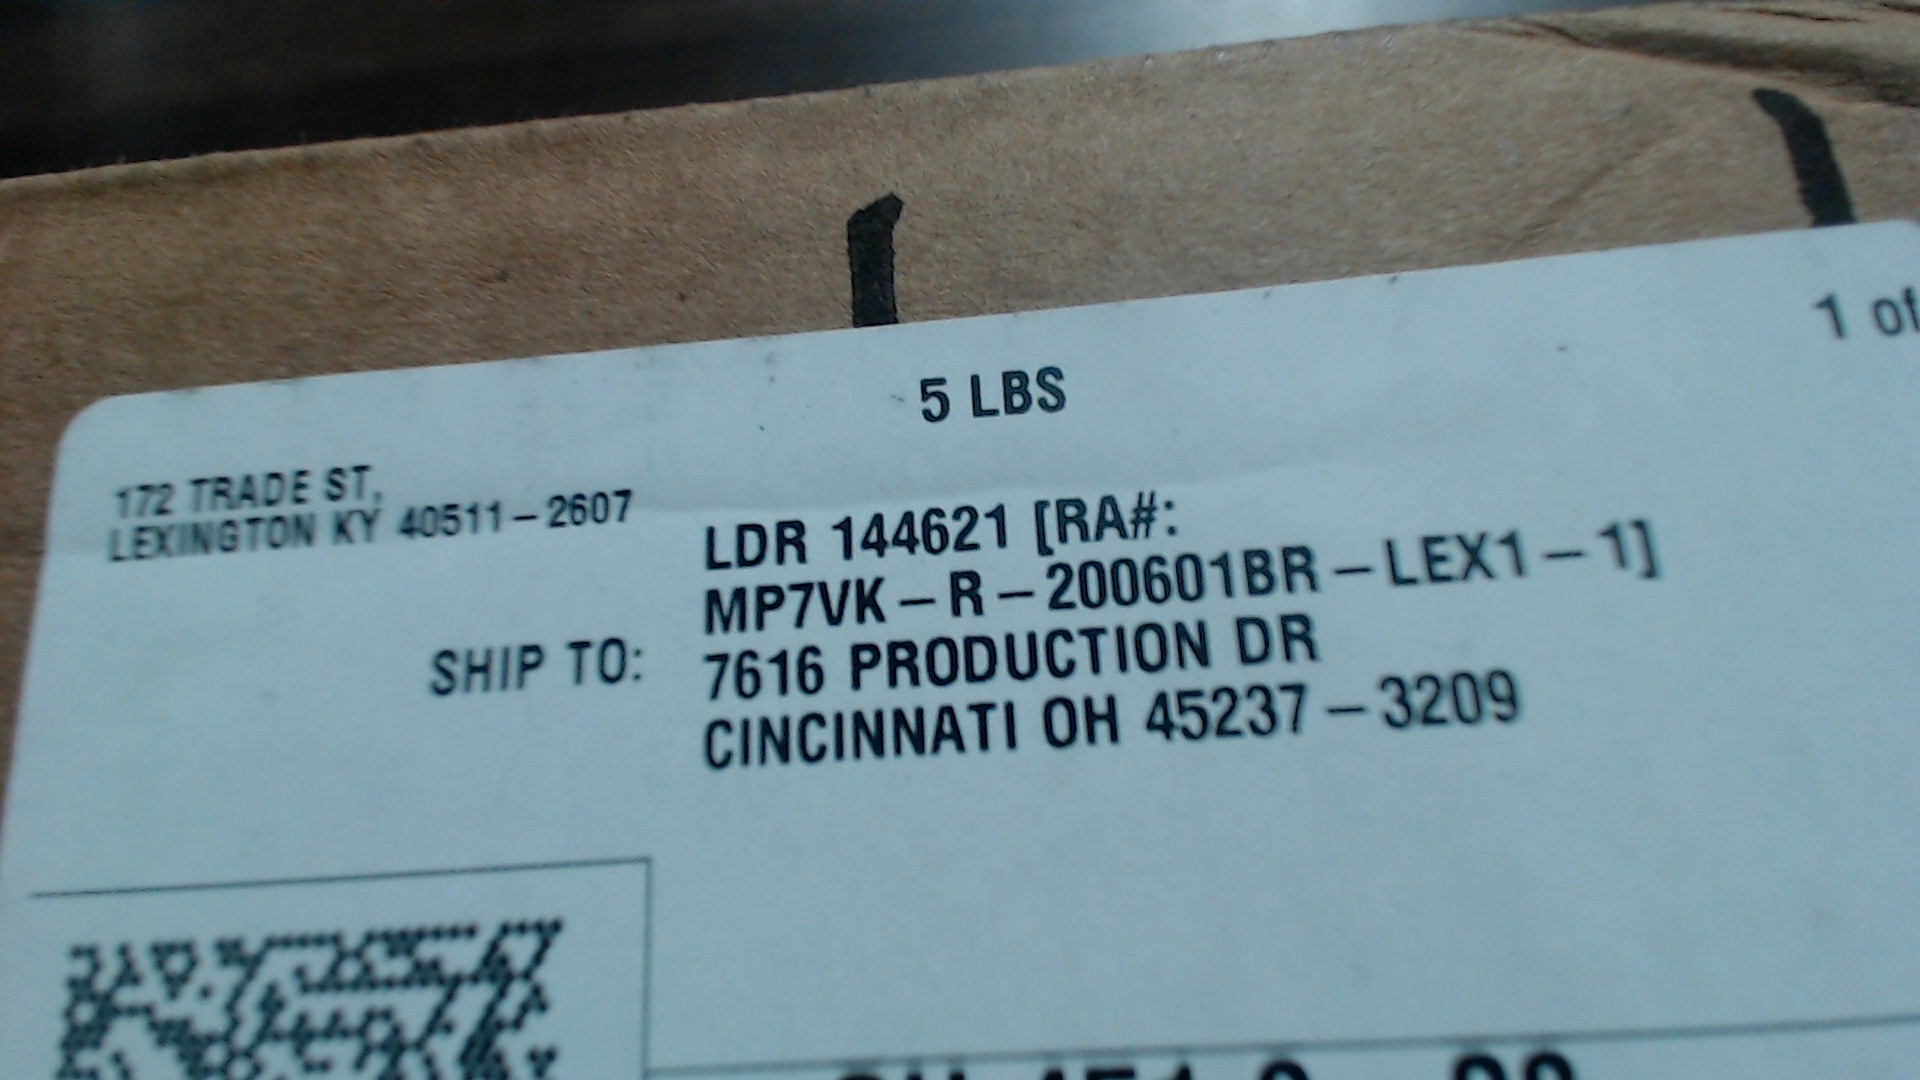 5 LBS
1 of
172 TRADE ST,
LEXINGTON KY 40511-2607
LDR 144621 [RA#:
MP7VK-R-200601BR-LEX1-1]
SHIP TO: 7616 PRODUCTION DR
CINCINNATI OH 45237-3209